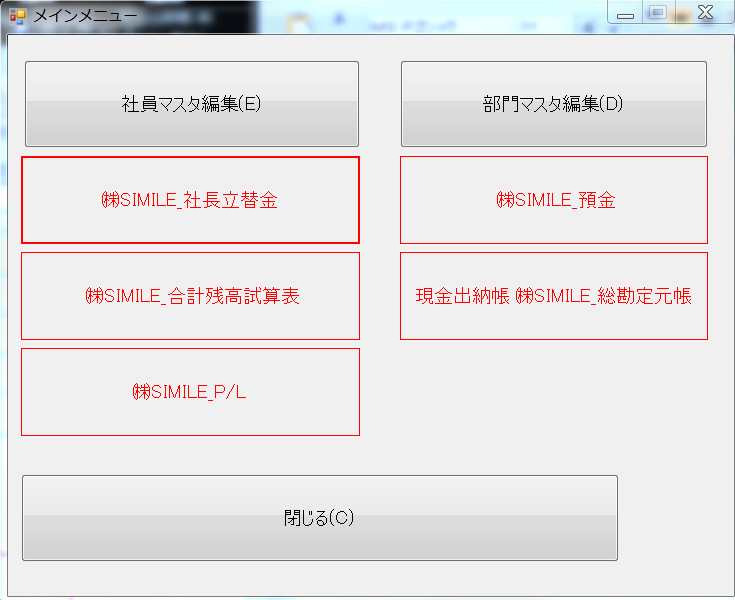 メインメニュー
社員マスタ編集(E)
部門マスタ編集(D)
㈱SIMILE_社長立替金
㈱SIMILE_預金
㈱SIMILE_合計残高試算表
現金出納帳 ㈱SIMILE_総勘定元帳
㈱SIMILE_P/L
閉じる(C)